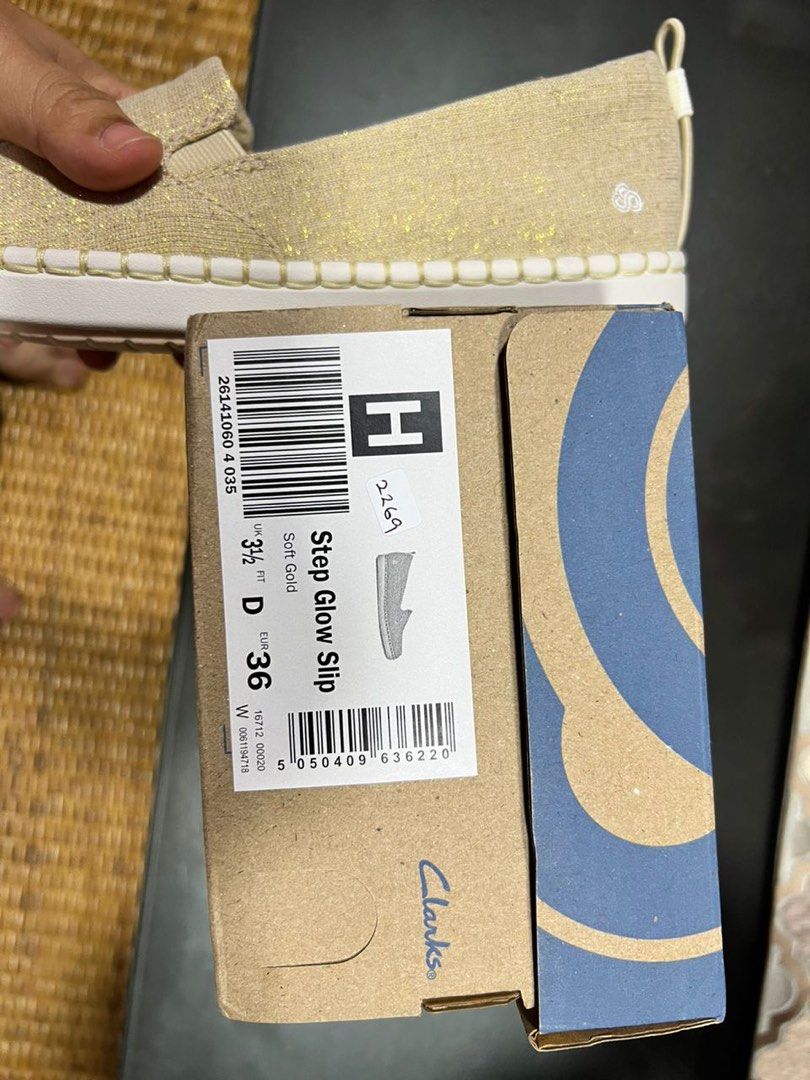 H
2269
Step Glow Slip
Soft Gold
UK 3½ FIT D EUR 36
26141060 4 035
16712 00020
W 0061194718
5 050409 636220
Clarks®